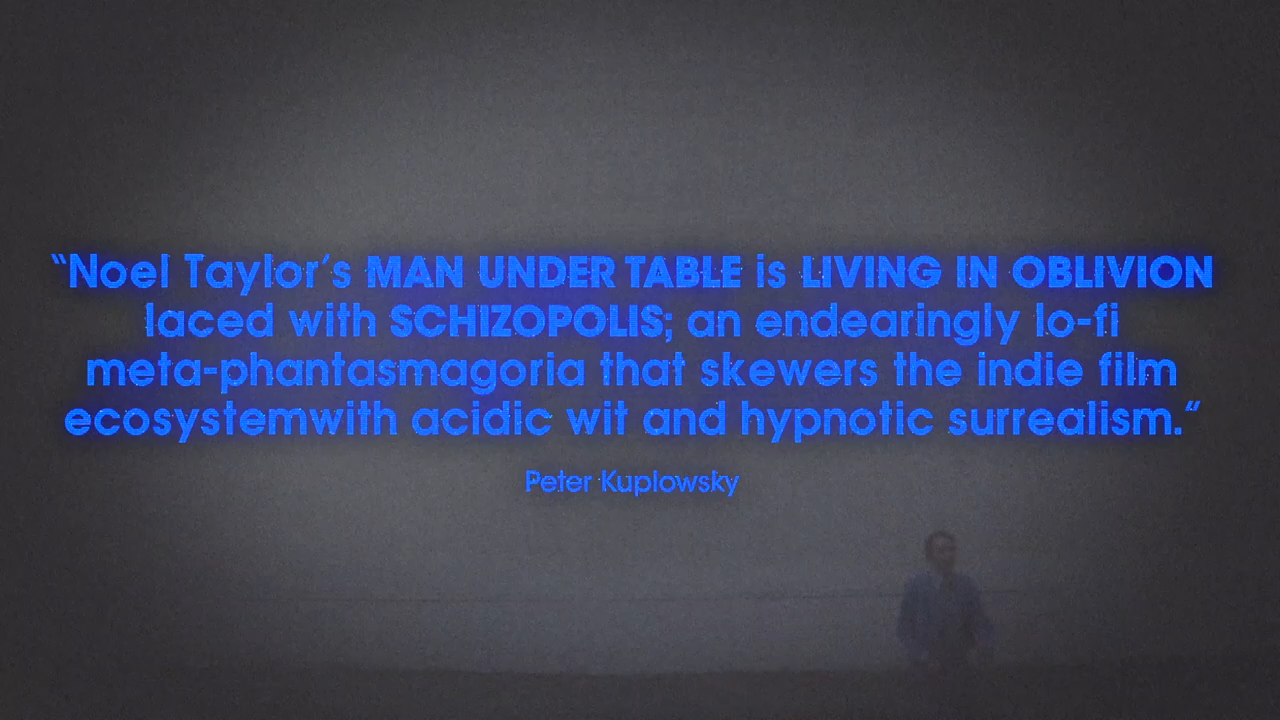 “Noel Taylor’s MAN UNDER TABLE is LIVING IN OBLIVION
laced with SCHIZOPOLIS; an endearingly lo-fi
meta-phantasmagoria that skewers the indie film
ecosystemwith acidic wit and hypnotic surrealism.“
Peter Kuplowsky